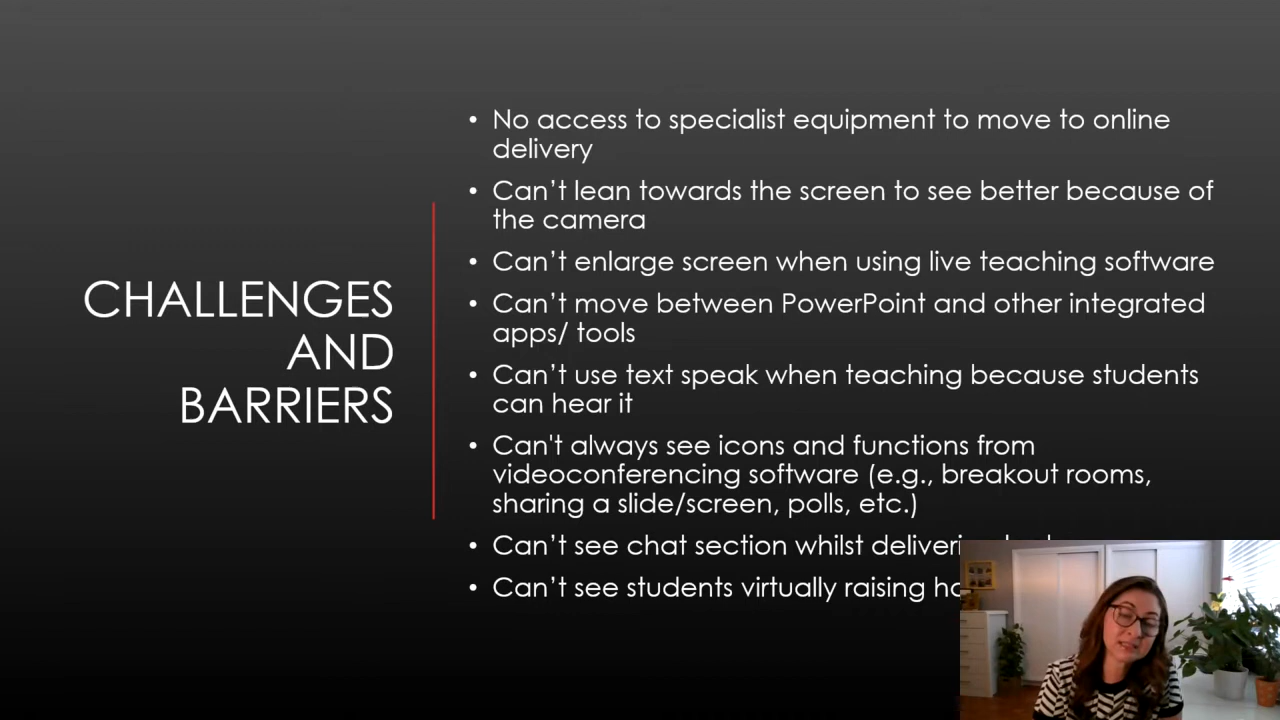 CHALLENGES
AND
BARRIERS
• No access to specialist equipment to move to online
delivery
• Can’t lean towards the screen to see better because of
the camera
• Can’t enlarge screen when using live teaching software
• Can’t move between PowerPoint and other integrated
apps/ tools
• Can’t use text speak when teaching because students
can hear it
• Can't always see icons and functions from
videoconferencing software (e.g., breakout rooms,
sharing a slide/screen, polls, etc.)
• Can’t see chat section whilst
• Can’t see students virtually raising